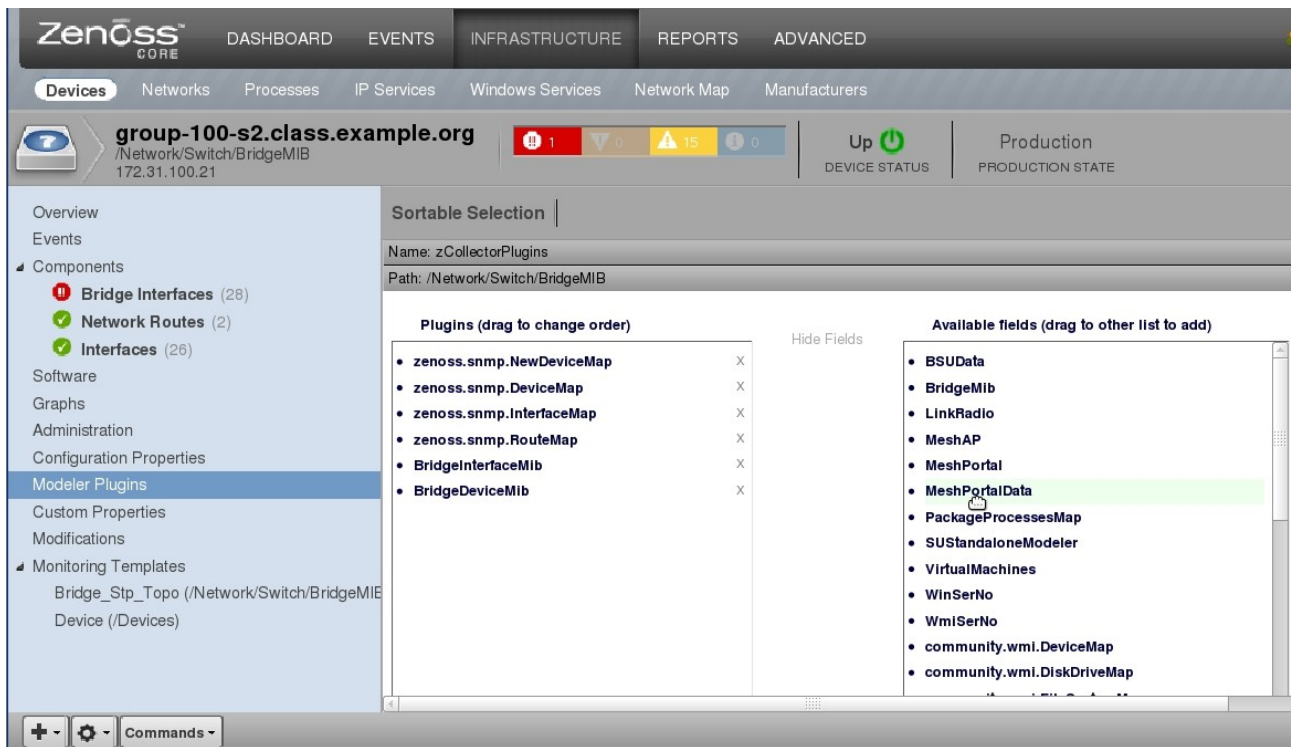 Zenoss CORE
DASHBOARD EVENTS INFRASTRUCTURE REPORTS ADVANCED
Devices Networks Processes IP Services Windows Services Network Map Manufacturers
group-100-s2.class.example.org
/Network/Switch/BridgeMIB
172.31.100.21
1 0 15 0
Up
DEVICE STATUS
Production
PRODUCTION STATE
Overview
Events
Components
Bridge Interfaces (28)
Network Routes (2)
Interfaces (26)
Software
Graphs
Administration
Configuration Properties
Modeler Plugins
Custom Properties
Modifications
Monitoring Templates
Bridge_Stp_Topo (/Network/Switch/BridgeMIB
Device (/Devices)
Sortable Selection
Name: zCollectorPlugins
Path: /Network/Switch/BridgeMIB
Plugins (drag to change order)
zenoss.snmp.NewDeviceMap X
zenoss.snmp.DeviceMap X
zenoss.snmp.InterfaceMap X
zenoss.snmp.RouteMap X
BridgeInterfaceMib X
BridgeDeviceMib X
Hide Fields
Available fields (drag to other list to add)
BSUData
BridgeMib
LinkRadio
MeshAP
MeshPortal
MeshPortalData
PackageProcessesMap
SUStandaloneModeler
VirtualMachines
WinSerNo
WmiSerNo
community.wmi.DeviceMap
community.wmi.DiskDriveMap
Commands